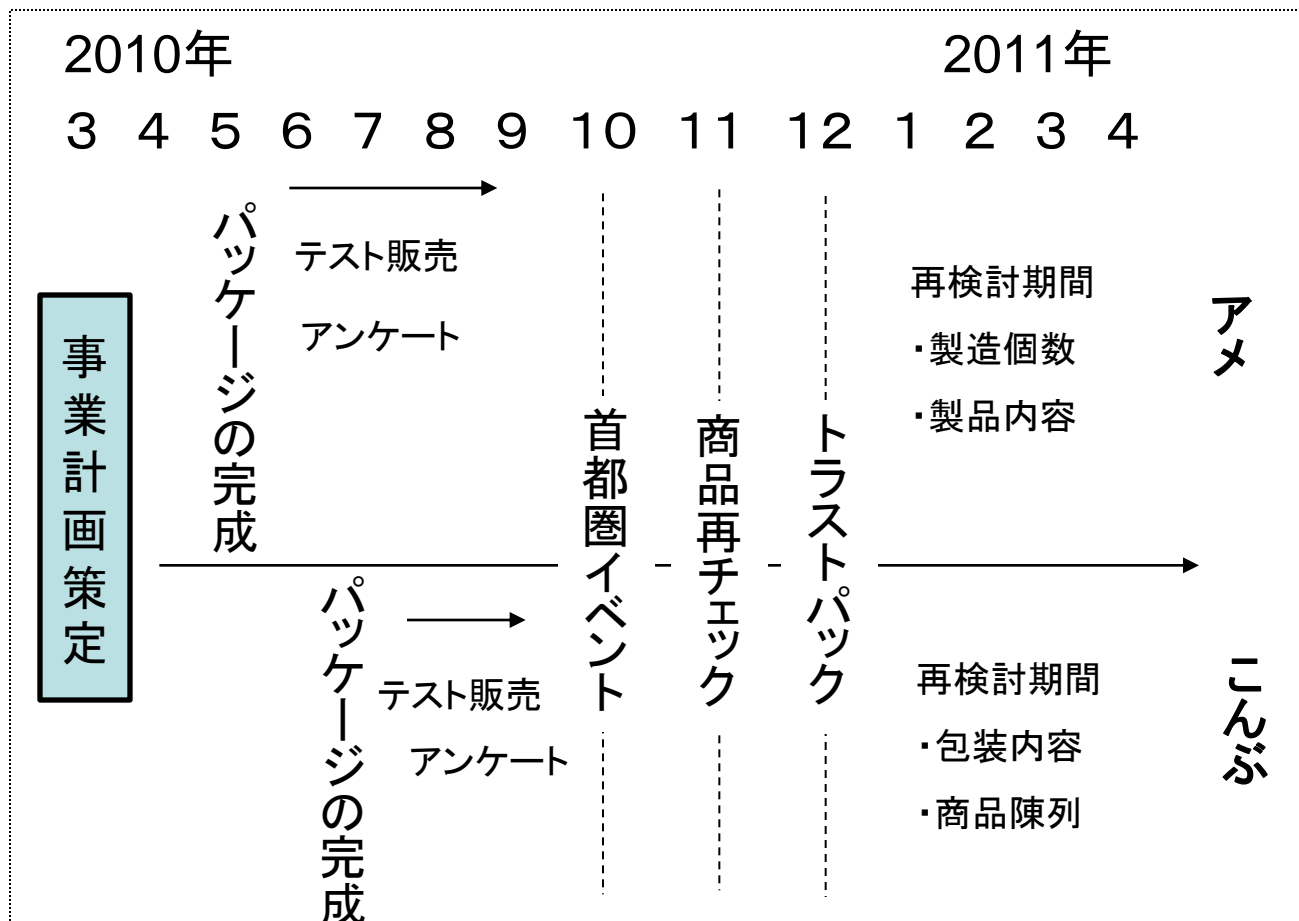 2010年
2011年
3 4 5 6 7 8 9 10 11 12 1 2 3 4
事業計画策定
パッケージの完成
テスト販売
アンケート
パッケージの完成
テスト販売
アンケート
首都圏イベント
商品再チェック
トラストパック
再検討期間
・製造個数
・製品内容
アメ
再検討期間
・包装内容
・商品陳列
こんぶ